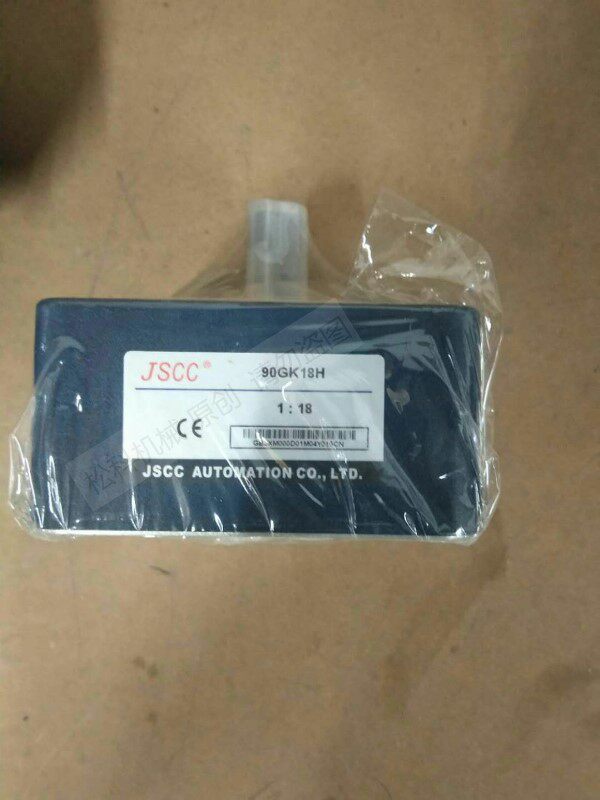 JSCC®
90GK18H
1 : 18
CE
JSCC AUTOMATION CO., LTD.